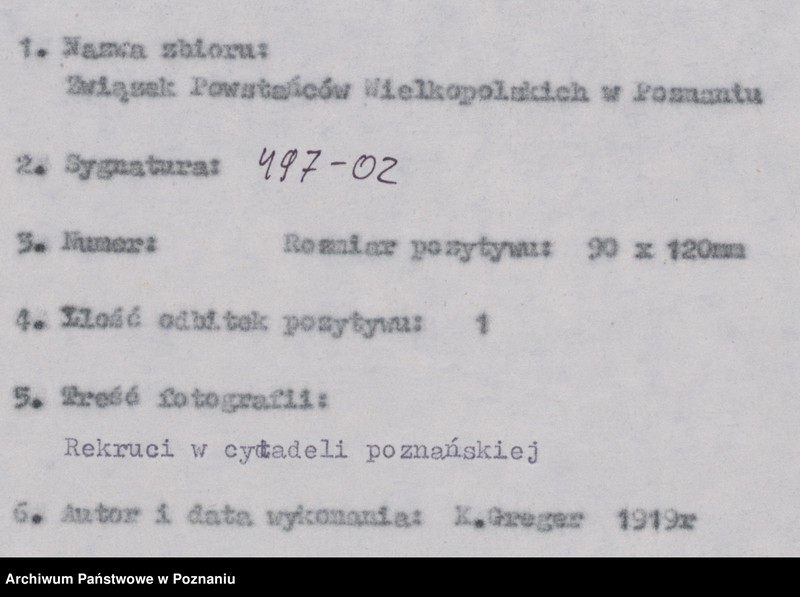 1. Nazwa zbioru:
Związek Powstańców Wielkopolskich w Poznaniu
2. Sygnatura: 497-02
3. Numer: Rozmiar pozytywu: 90 x 120mm
4. Ilość odbitek pozytywu: 1
5. Treść fotografii:
Rekruci w cytadeli poznańskiej
6. Autor i data wykonania: K.Greger 1919r
Archiwum Państwowe w Poznaniu